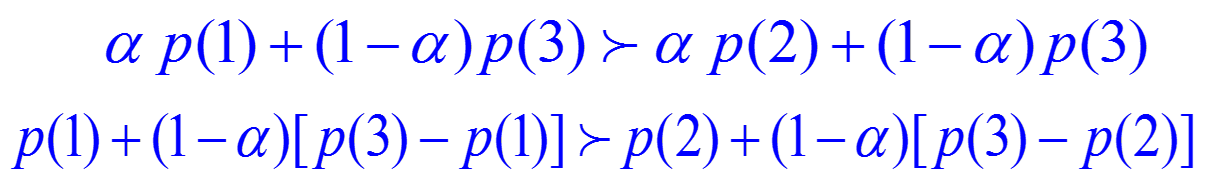 α p(1) + (1 − α) p(3) ≻ α p(2) + (1 − α) p(3)
p(1) + (1 − α)[p(3) − p(1)] ≻ p(2) + (1 − α)[p(3) − p(2)]